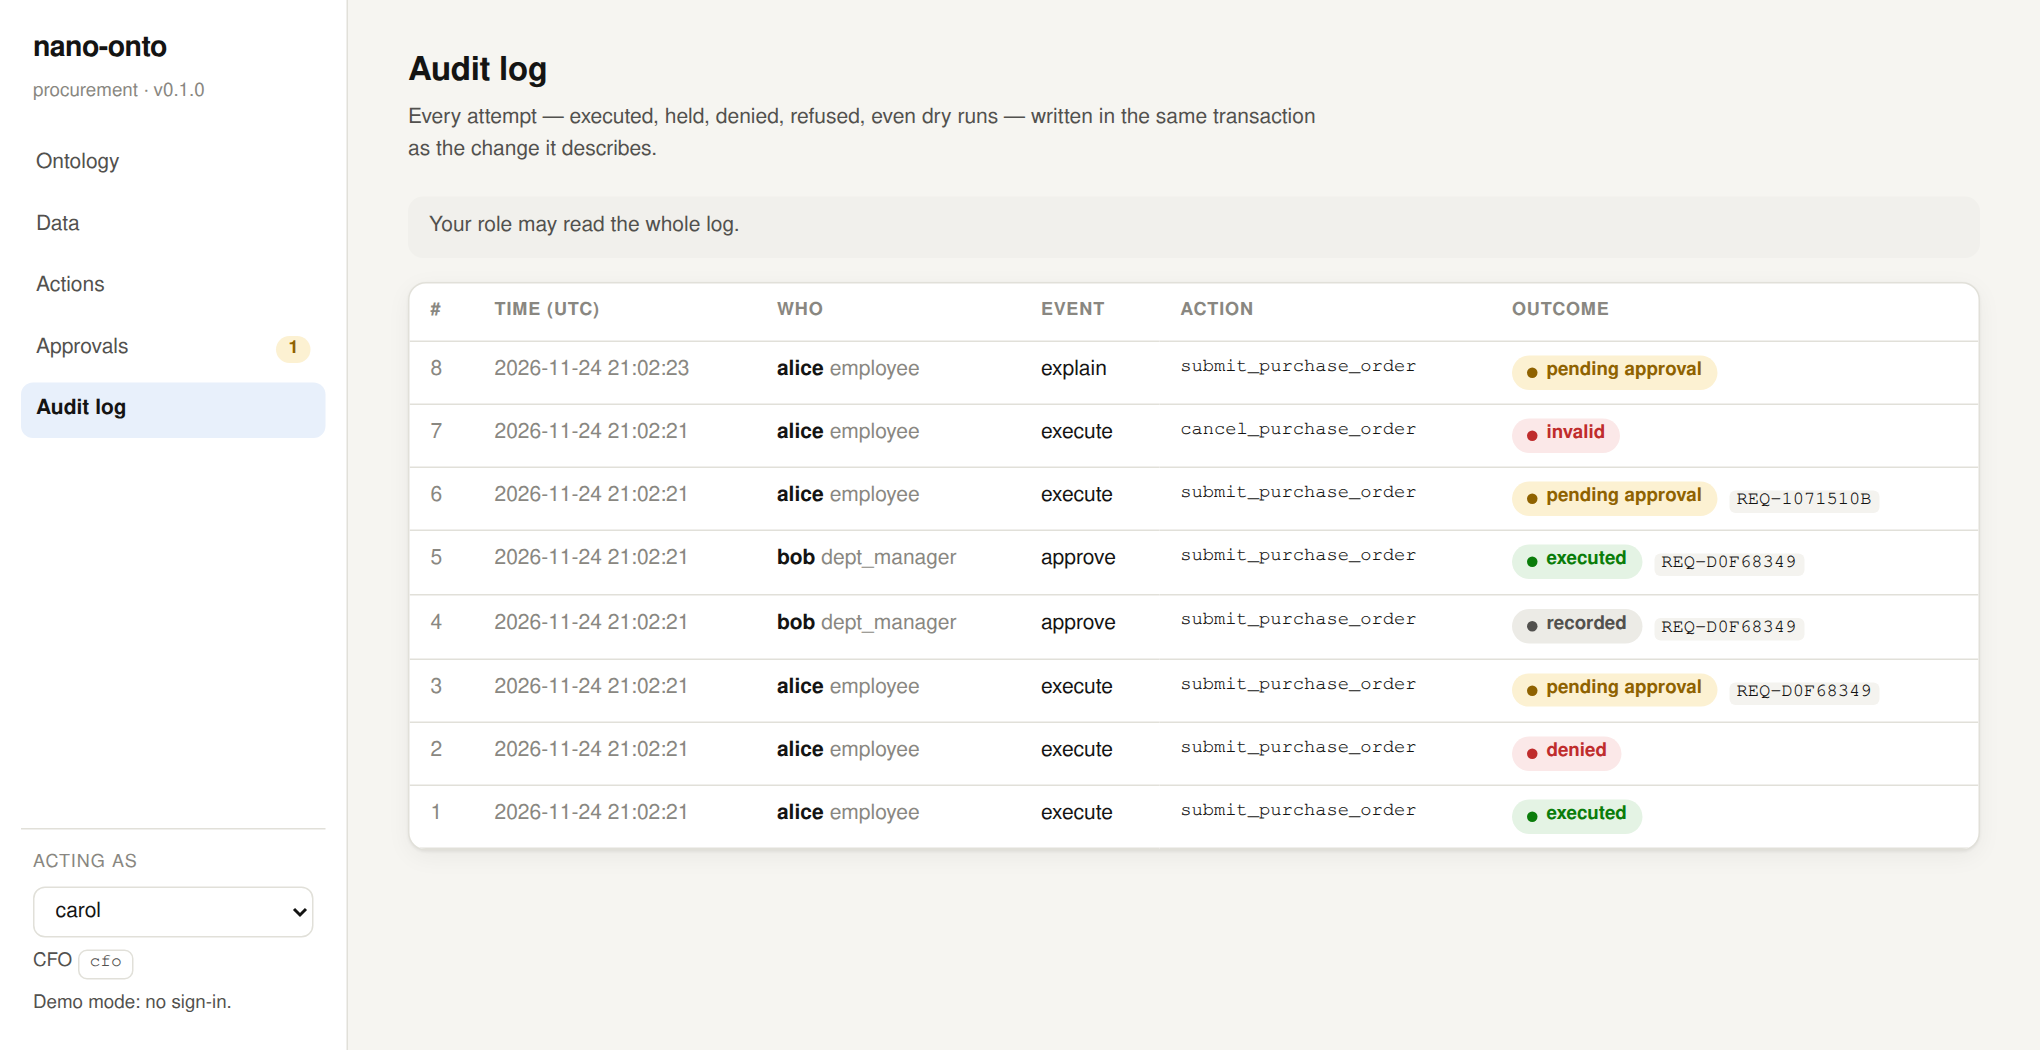 nano-onto
procurement · v0.1.0
Ontology
Data
Actions
Approvals 1
Audit log
ACTING AS
carol
CFO cfo
Demo mode: no sign-in.
Audit log
Every attempt — executed, held, denied, refused, even dry runs — written in the same transaction
as the change it describes.
Your role may read the whole log.
# TIME (UTC) WHO EVENT ACTION OUTCOME
8 2026-11-24 21:02:23 alice employee explain submit_purchase_order pending approval
7 2026-11-24 21:02:21 alice employee execute cancel_purchase_order invalid
6 2026-11-24 21:02:21 alice employee execute submit_purchase_order pending approval REQ-1071510B
5 2026-11-24 21:02:21 bob dept_manager approve submit_purchase_order executed REQ-D0F68349
4 2026-11-24 21:02:21 bob dept_manager approve submit_purchase_order recorded REQ-D0F68349
3 2026-11-24 21:02:21 alice employee execute submit_purchase_order pending approval REQ-D0F68349
2 2026-11-24 21:02:21 alice employee execute submit_purchase_order denied
1 2026-11-24 21:02:21 alice employee execute submit_purchase_order executed